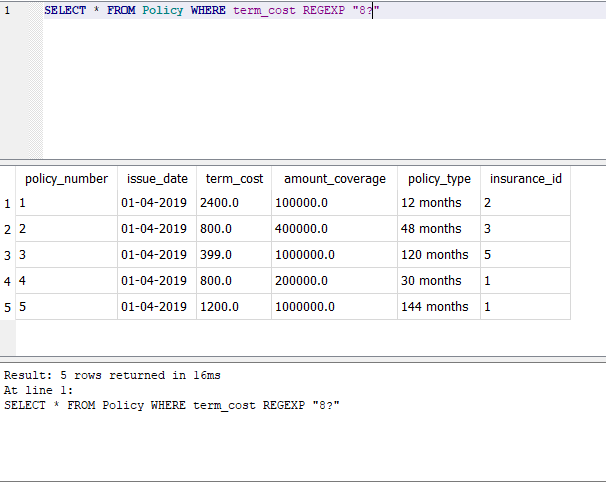 1 SELECT * FROM Policy WHERE term_cost REGEXP "8?"
policy_number issue_date term_cost amount_coverage policy_type insurance_id
1 1 01-04-2019 2400.0 100000.0 12 months 2
2 2 01-04-2019 800.0 400000.0 48 months 3
3 3 01-04-2019 399.0 1000000.0 120 months 5
4 4 01-04-2019 800.0 200000.0 30 months 1
5 5 01-04-2019 1200.0 1000000.0 144 months 1
Result: 5 rows returned in 16ms
At line 1:
SELECT * FROM Policy WHERE term_cost REGEXP "8?"